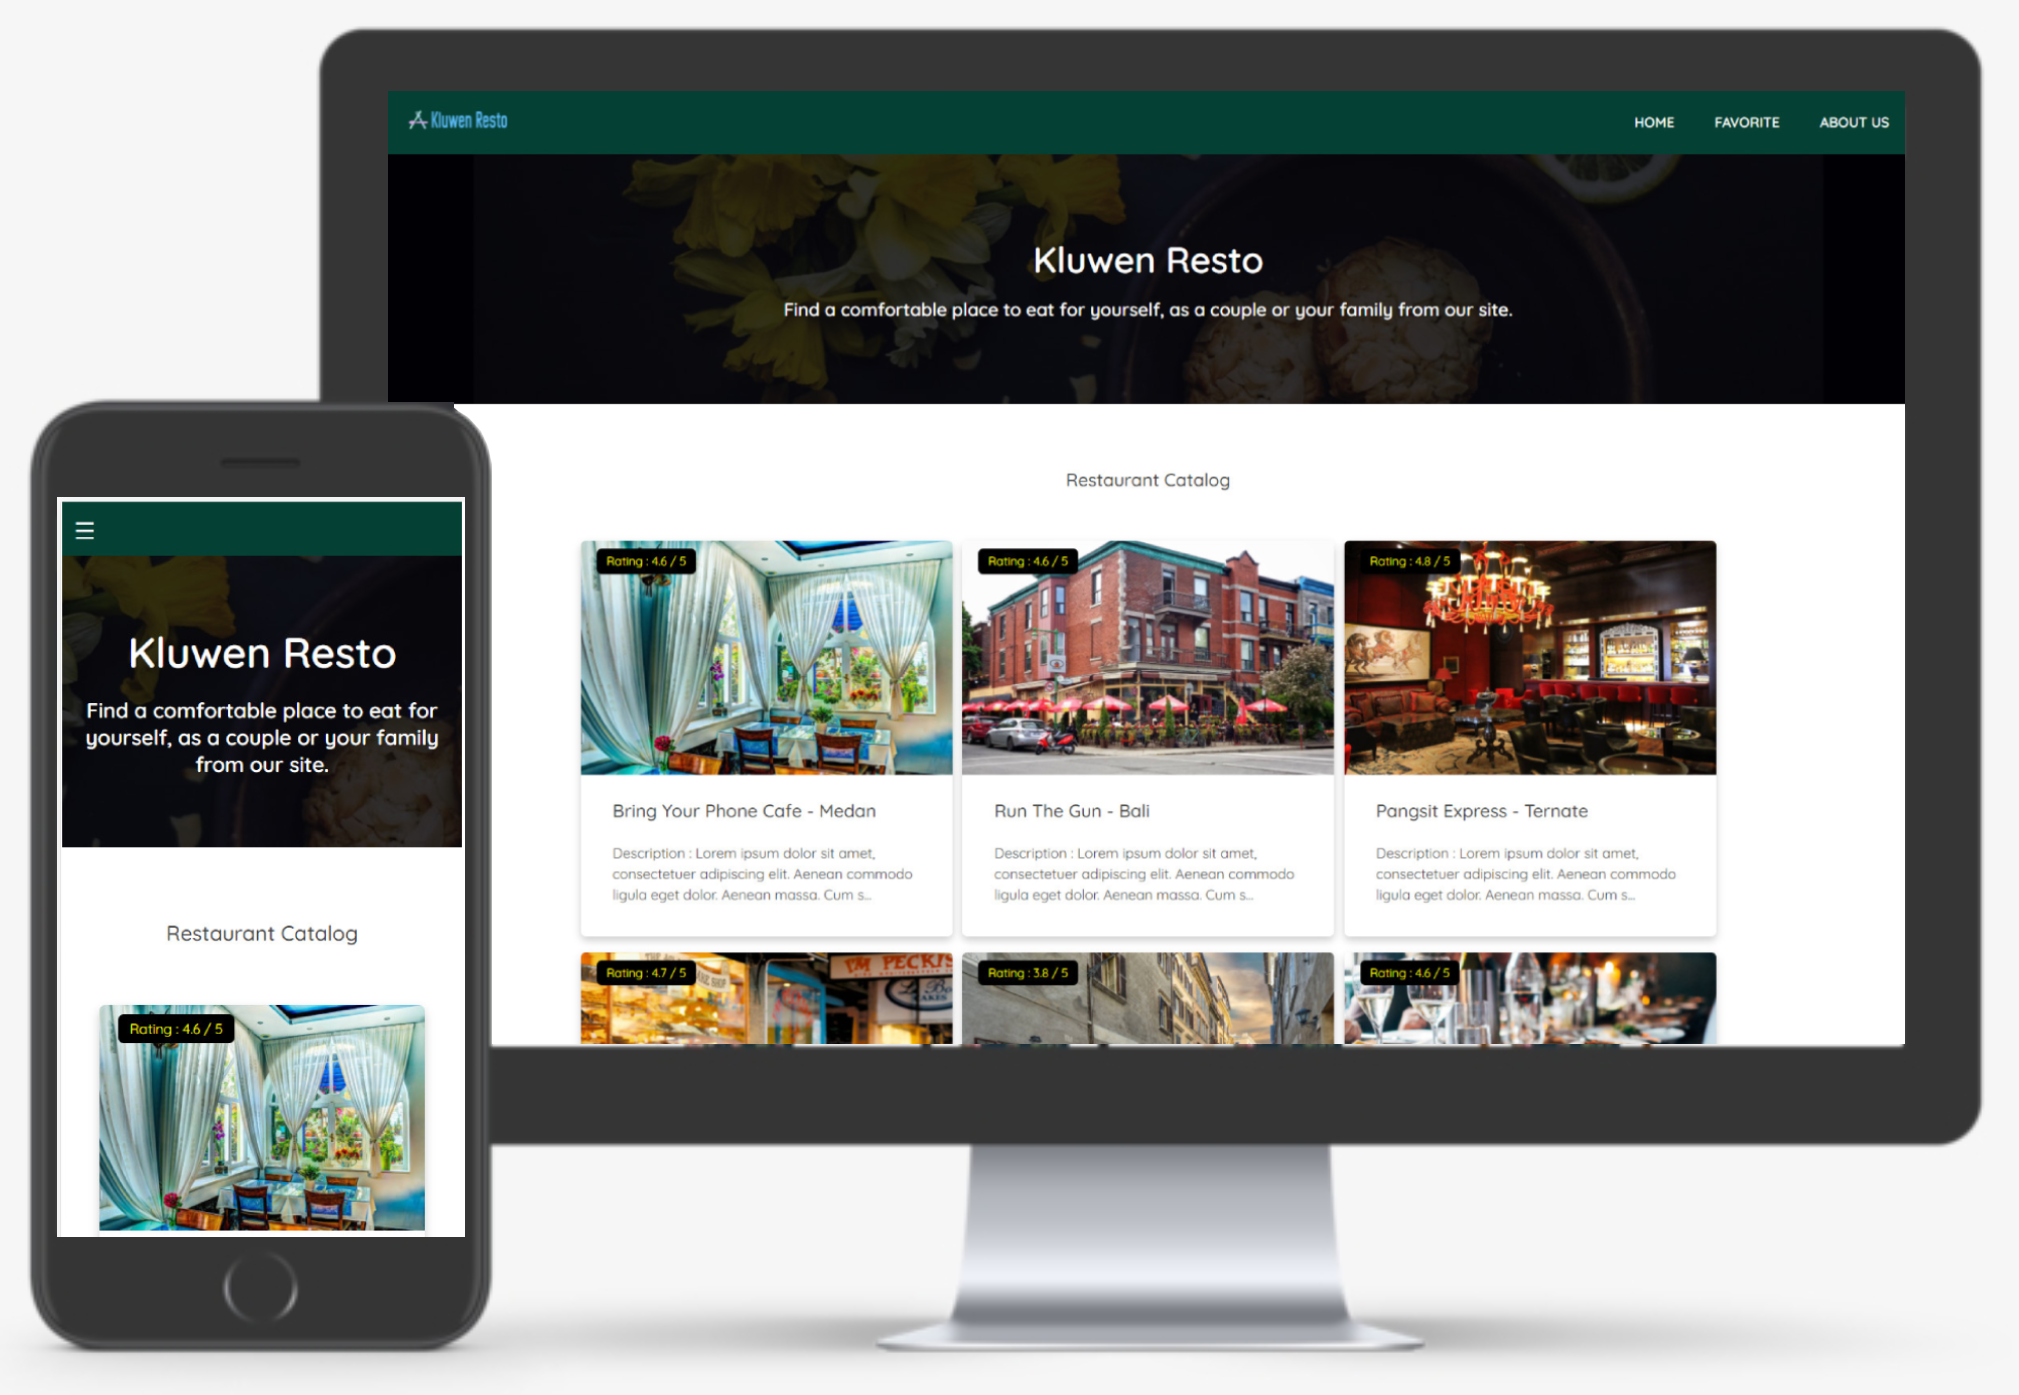 Kluwen Resto
HOME FAVORITE ABOUT US
Kluwen Resto
Find a comfortable place to eat for yourself, as a couple or your family from our site.
Restaurant Catalog
Rating : 4.6 / 5
Rating : 4.6 / 5
Rating : 4.8 / 5
Bring Your Phone Cafe - Medan
Description : Lorem ipsum dolor sit amet,
consectetuer adipiscing elit. Aenean commodo
ligula eget dolor. Aenean massa. Cum s...
Run The Gun - Bali
Description : Lorem ipsum dolor sit amet,
consectetuer adipiscing elit. Aenean commodo
ligula eget dolor. Aenean massa. Cum s...
Pangsit Express - Ternate
Description : Lorem ipsum dolor sit amet,
consectetuer adipiscing elit. Aenean commodo
ligula eget dolor. Aenean massa. Cum s...
Rating : 4.7 / 5
I'M PECKIS
CAKES
Rating : 3.8 / 5
Rating : 4.6 / 5
Kluwen Resto
Find a comfortable place to eat for
yourself, as a couple or your family
from our site.
Restaurant Catalog
Rating : 4.6 / 5